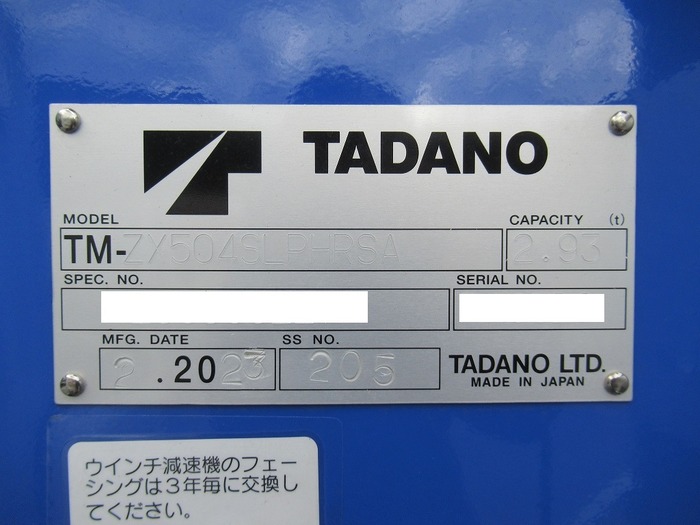 TADANO
MODEL
CAPACITY (t)
TM-ZX504SLPHRSA
2.93
SPEC. NO.
SERIAL NO.
MFG. DATE
SS NO.
2 .2023
205
TADANO LTD.
MADE IN JAPAN
ウインチ減速機のフェー
シングは3年毎に交換し
てください。